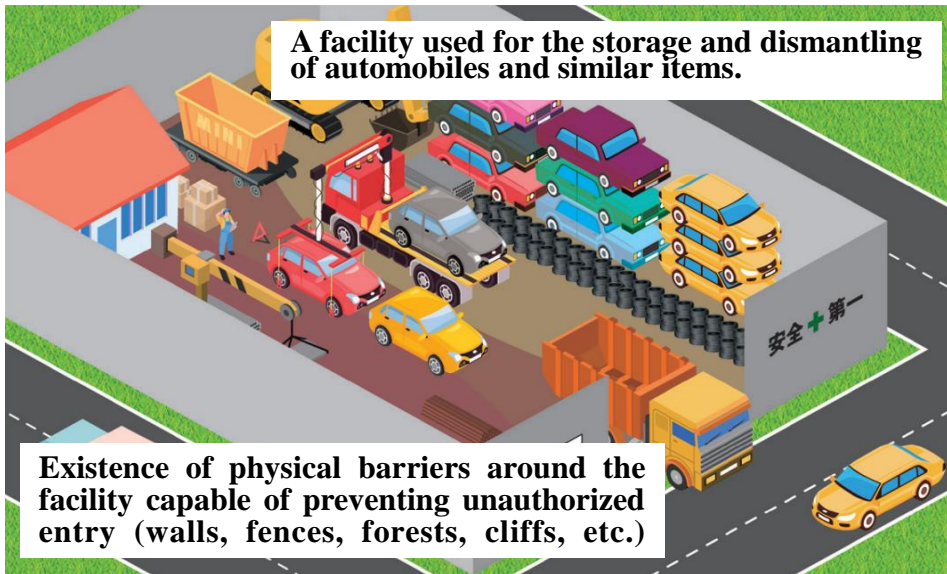 A facility used for the storage and dismantling
of automobiles and similar items.
MINI
安全✚第一
Existence of physical barriers around the
facility capable of preventing unauthorized
entry (walls, fences, forests, cliffs, etc.)